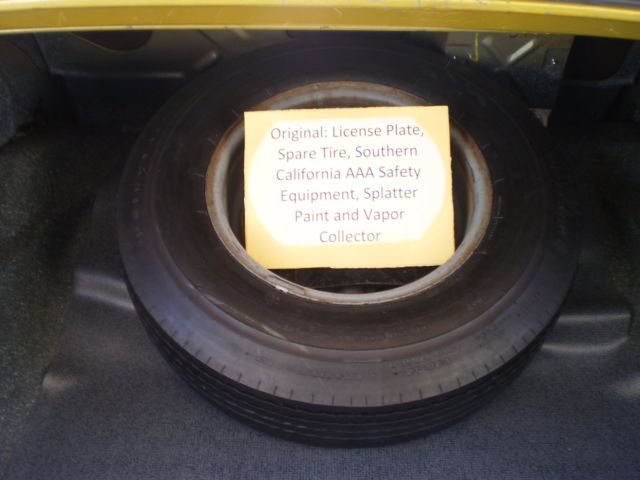 Original: License Plate,
Spare Tire, Southern
California AAA Safety
Equipment, Splatter
Paint and Vapor
Collector